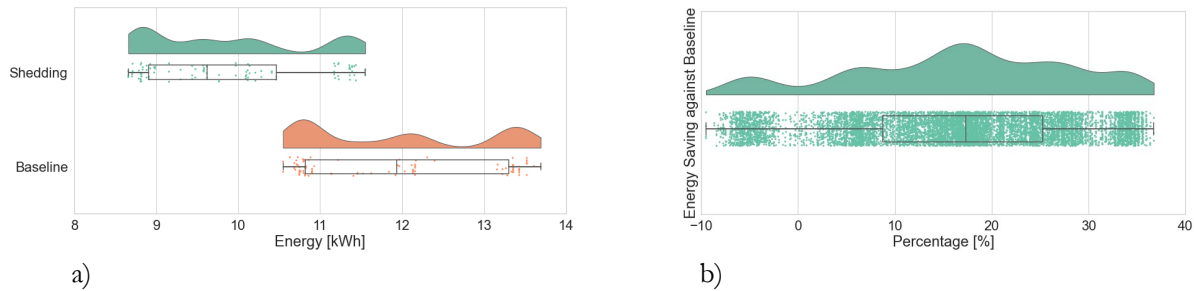 Shedding
Baseline
8 9 10 11 12 13 14
Energy [kWh]
a)
Energy Saving against Baseline
−10 0 10 20 30 40
Percentage [%]
b)